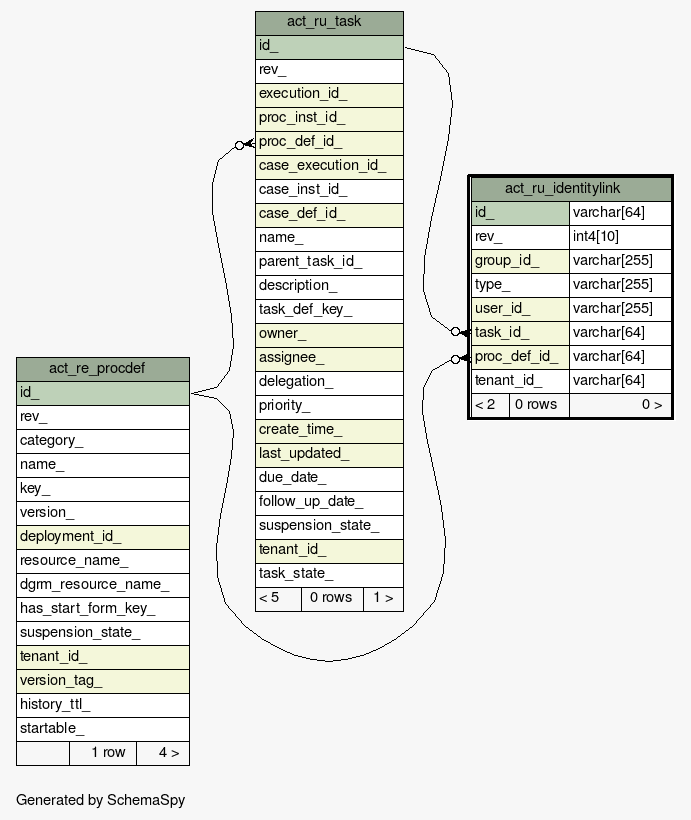 act_ru_task
id_
rev_
execution_id_
proc_inst_id_
proc_def_id_
case_execution_id_
case_inst_id_
case_def_id_
name_
parent_task_id_
description_
task_def_key_
owner_
assignee_
delegation_
priority_
create_time_
last_updated_
due_date_
follow_up_date_
suspension_state_
tenant_id_
task_state_
< 5 0 rows 1 >
act_ru_identitylink
id_ varchar[64]
rev_ int4[10]
group_id_ varchar[255]
type_ varchar[255]
user_id_ varchar[255]
task_id_ varchar[64]
proc_def_id_ varchar[64]
tenant_id_ varchar[64]
< 2 0 rows 0 >
act_re_procdef
id_
rev_
category_
name_
key_
version_
deployment_id_
resource_name_
dgrm_resource_name_
has_start_form_key_
suspension_state_
tenant_id_
version_tag_
history_ttl_
startable_
1 row 4 >
Generated by SchemaSpy